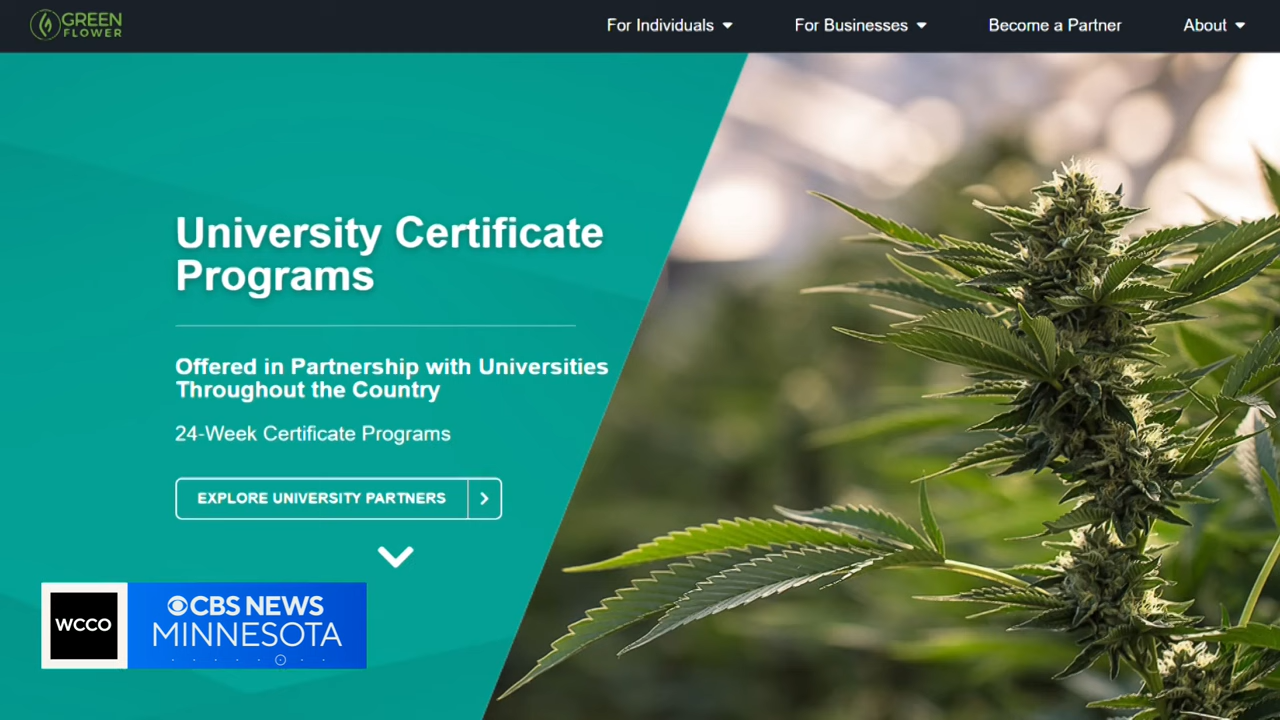 GREEN
FLOWER
For Individuals
For Businesses
Become a Partner
About
University Certificate
Programs
Offered in Partnership with Universities
Throughout the Country
24-Week Certificate Programs
EXPLORE UNIVERSITY PARTNERS
WCCO
CBS NEWS
MINNESOTA